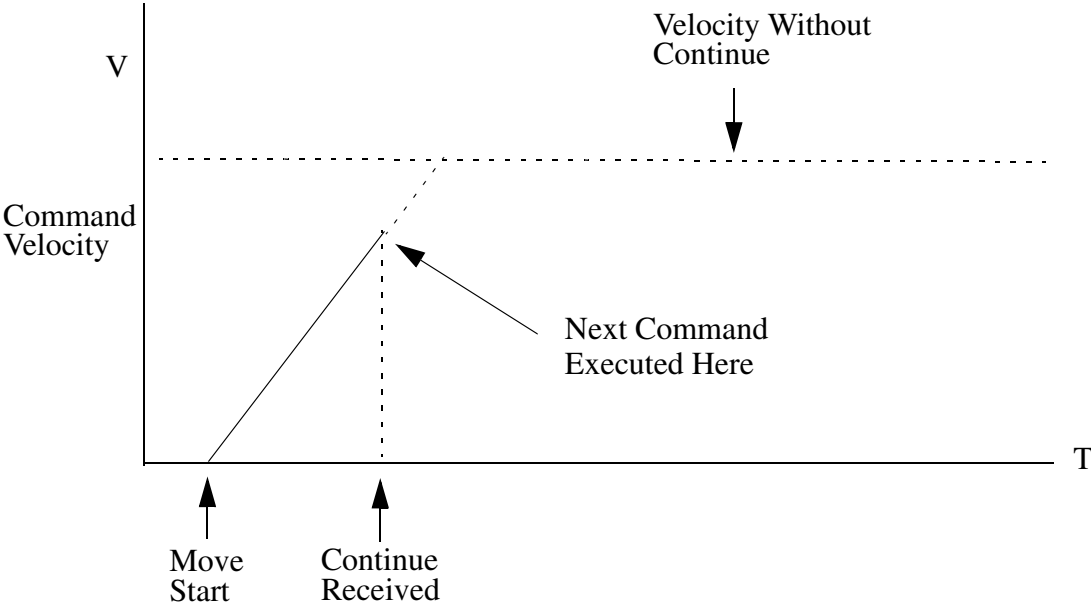 Velocity Without
Continue
V
Command
Velocity
Next Command
Executed Here
T
Move
Start
Continue
Received